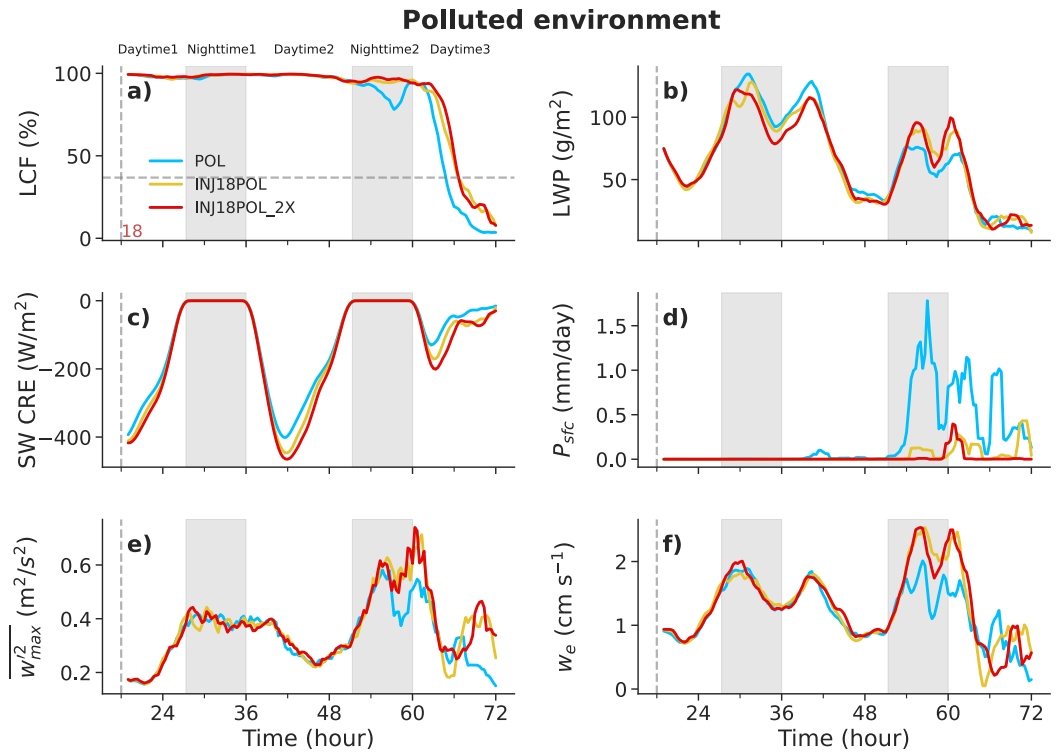 Polluted environment
Daytime1 Nighttime1 Daytime2 Nighttime2 Daytime3
a)
LCF (%)
100
50
0
POL
INJ18POL
INJ18POL_2X
18
b)
LWP (g/m²)
100
50
c)
SW CRE (W/m²)
0
−200
−400
d)
P_sfc (mm/day)
1.5
1.0
0.5
0.0
e)
w'²_max (m²/s²)
0.6
0.4
0.2
24 36 48 60 72
Time (hour)
f)
w_e (cm s⁻¹)
2
1
0
24 36 48 60 72
Time (hour)